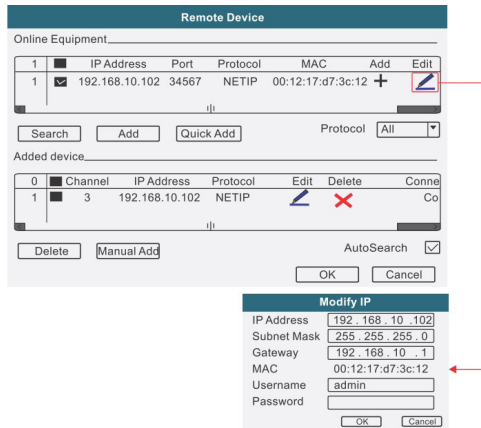 Remote Device
Online Equipment
1 IP Address Port Protocol MAC Add Edit
1 192.168.10.102 34567 NETIP 00:12:17:d7:3c:12
Search Add Quick Add Protocol All
Added device
0 Channel IP Address Protocol Edit Delete Conne
1 3 192.168.10.102 NETIP Co
Delete Manual Add AutoSearch
OK Cancel
Modify IP
IP Address 192 . 168 . 10 .102
Subnet Mask 255 . 255 . 255 . 0
Gateway 192 . 168 . 10 . 1
MAC 00:12:17:d7:3c:12
Username admin
Password
OK Cancel